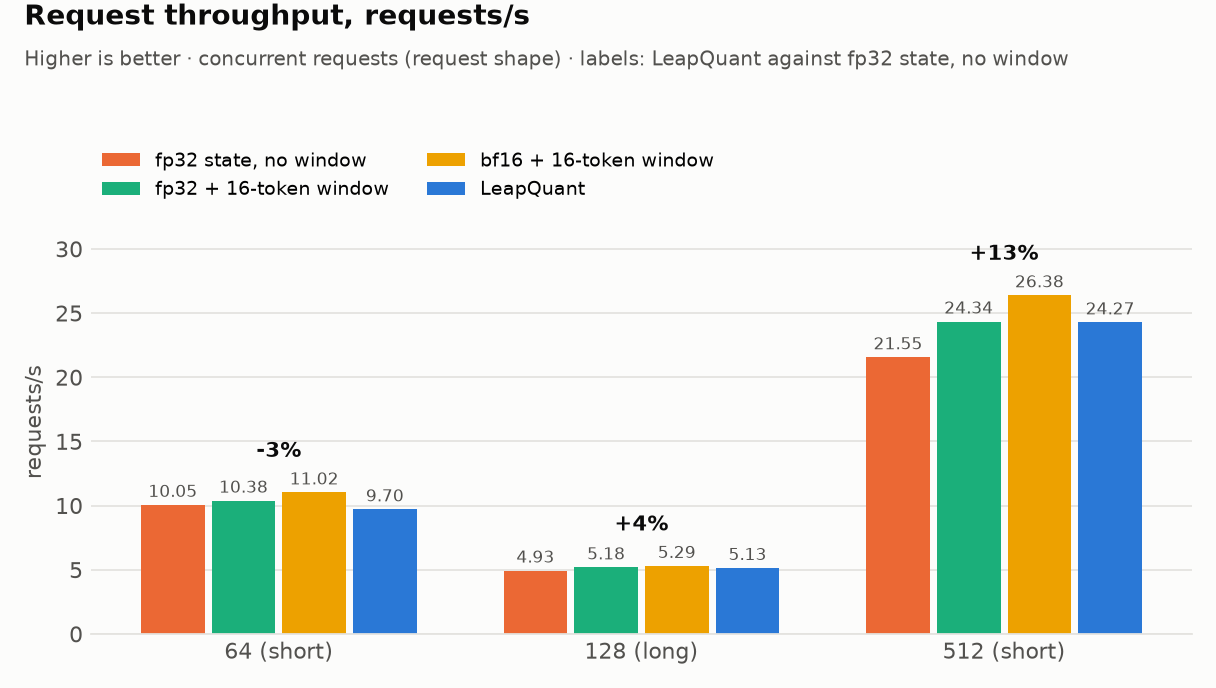 Request throughput, requests/s
Higher is better · concurrent requests (request shape) · labels: LeapQuant against fp32 state, no window
fp32 state, no window
bf16 + 16-token window
fp32 + 16-token window
LeapQuant
30
25
20
15
10
5
0
requests/s
-3%
10.05
10.38
11.02
9.70
+4%
4.93
5.18
5.29
5.13
+13%
21.55
24.34
26.38
24.27
64 (short)
128 (long)
512 (short)